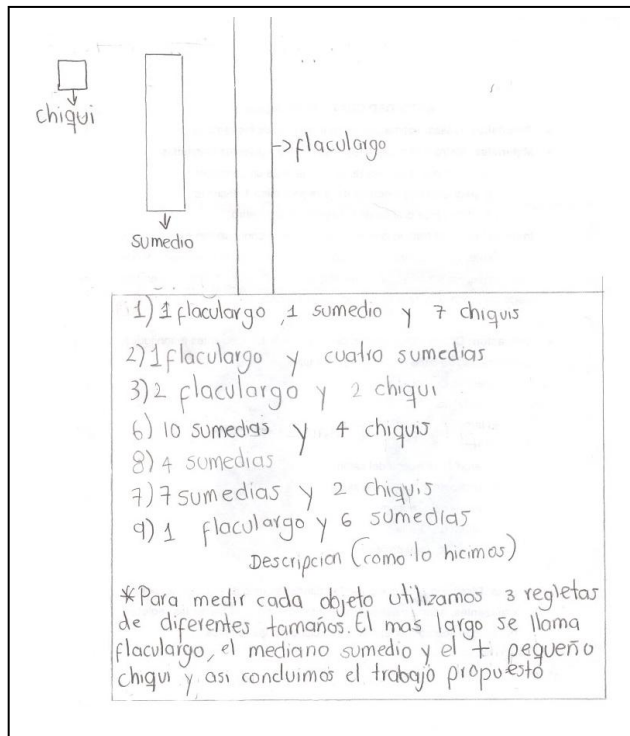 chiqui
sumedio
->flaculargo
1) 1 flaculargo, 1 sumedio y 7 chiquis
2) 1 flaculargo y cuatro sumedias
3) 2 flaculargo y 2 chiqui
6) 10 sumedias y 4 chiquis
8) 4 sumedias
7) 7 sumedias y 2 chiquis
9) 1 flaculargo y 6 sumedias
Descripcion (como lo hicimos)
*Para medir cada objeto utilizamos 3 regletas
de diferentes tamaños. El mas largo se llama
flaculargo, el mediano sumedio y el + pequeño
chiqui y asi concluimos el trabajo propuesto